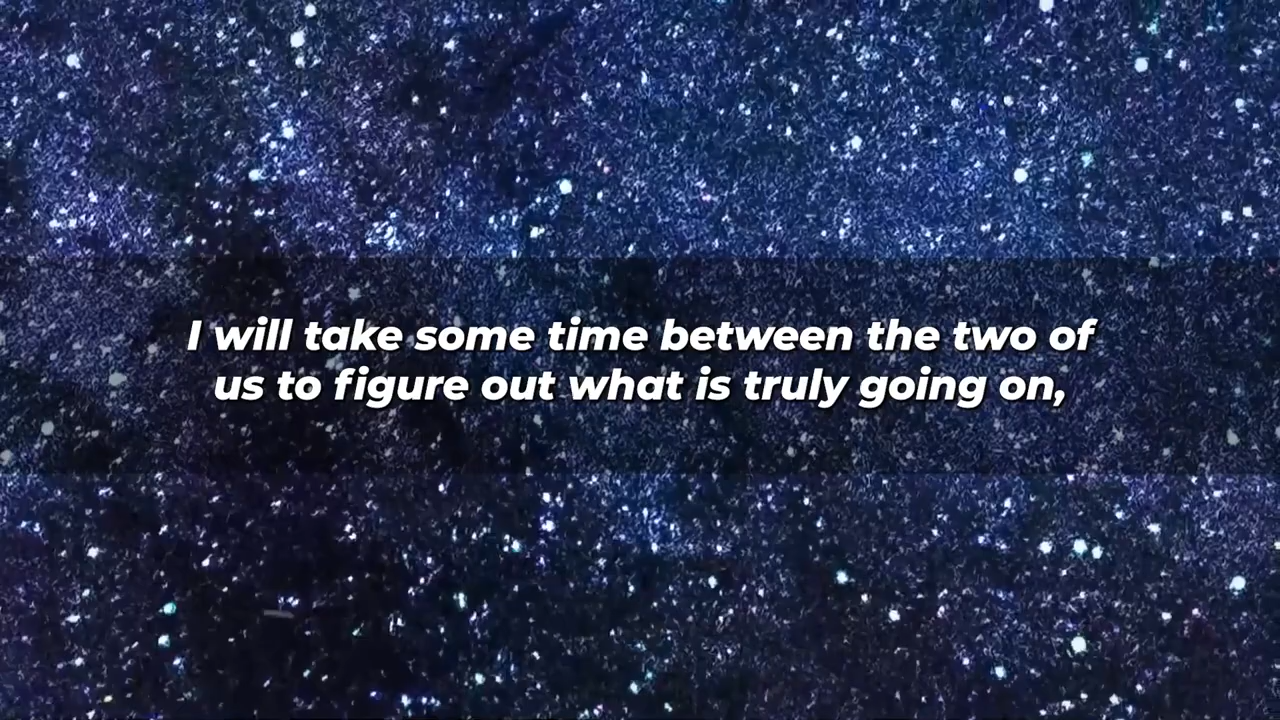 I will take some time between the two of
us to figure out what is truly going on,